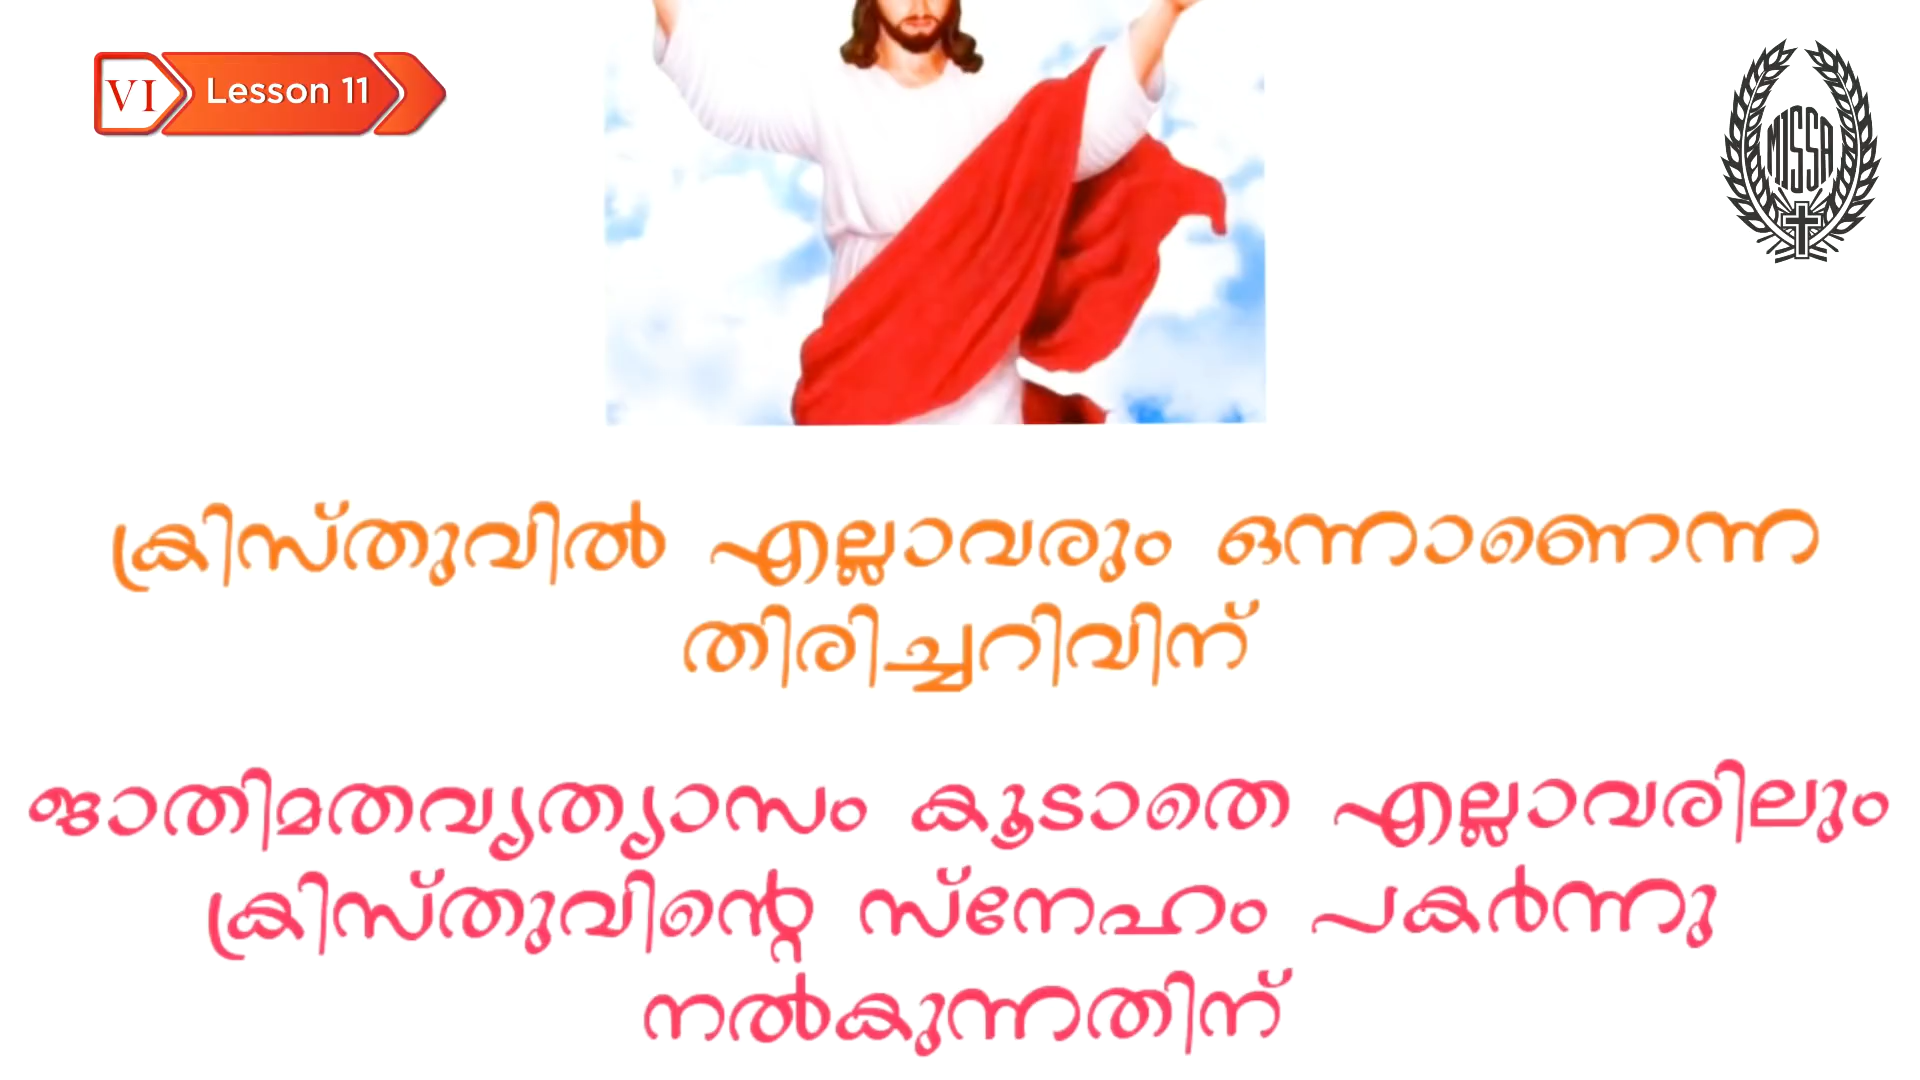 VI Lesson 11
MISSA
ക്രിസ്തുവിൽ എല്ലാവരും ഒന്നാണെന്ന
തിരിച്ചറിവിന്
ജാതിമതവ്യത്യാസം കൂടാതെ എല്ലാവരിലും
ക്രിസ്തുവിന്റെ സ്നേഹം പകർന്നു
നൽകുന്നതിന്